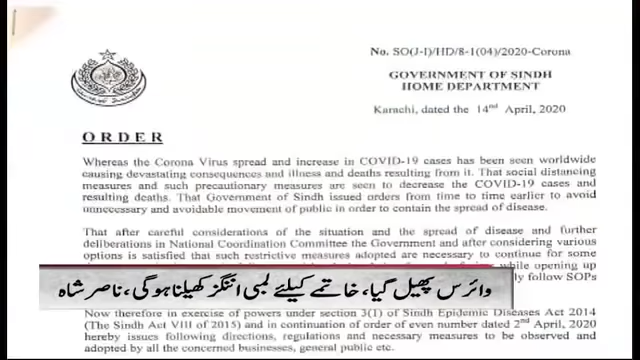 No. SO(J-I)/HD/8-1(04)/2020-Corona
GOVERNMENT OF SINDH
HOME DEPARTMENT
Karachi, dated the 14nd April, 2020
ORDER
Whereas the Corona Virus spread and increase in COVID-19 cases has been seen worldwide
causing devastating consequences and illness and deaths resulting from it. That social distancing
measures and such precautionary measures are seen to decrease the COVID-19 cases and
resulting deaths. That Government of Sindh issued orders from time to time earlier to avoid
unnecessary and avoidable movement of public in order to contain the spread of disease.
That after careful considerations of the situation and the spread of disease and further
deliberations in National Coordination Committee the Government and after considering various
options is satisfied that such restrictive measures adopted are necessary to continue for some
while opening up
follow SOPs
وائرس پھیل گیا، خاتمے کیلئے لمبی اننگز کھیلنا ہوگی، ناصر شاہ
Now therefore in exercise of powers under section 3(1) of Sindh Epidemic Diseases Act 2014
(The Sindh Act VIII of 2015) and in continuation of order of even number dated 2nd April, 2020
hereby issues following directions, regulations and necessary measures to be observed and
adopted by all the concerned businesses, general public etc.